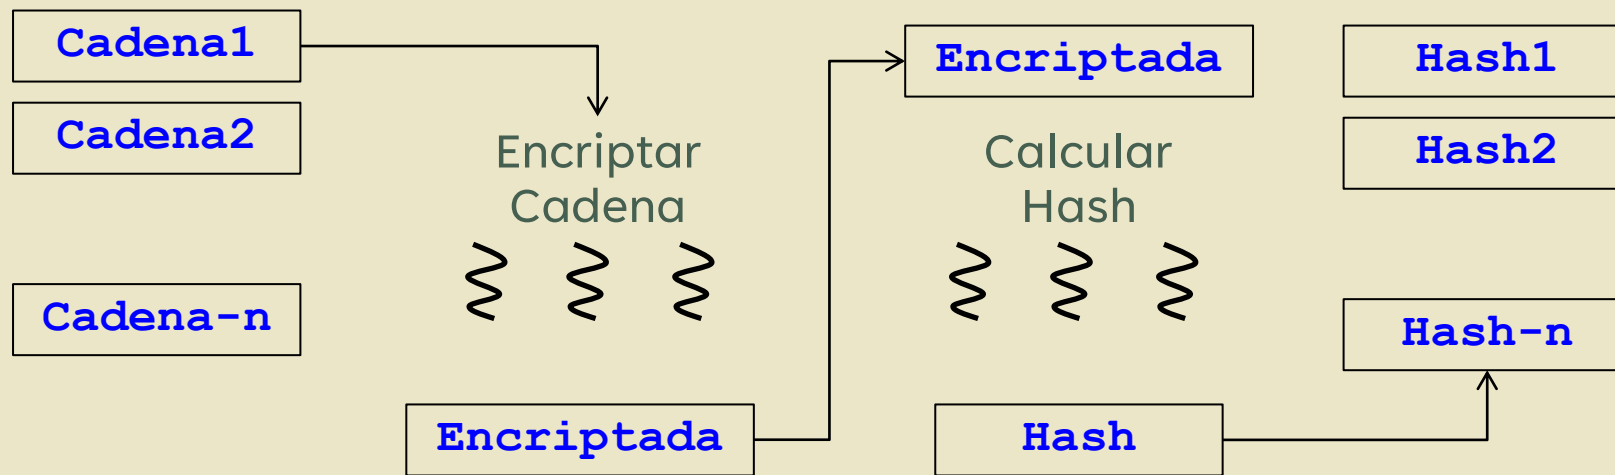 Cadena1
Cadena2
Cadena-n
Encriptar
Cadena
Encriptada
Encriptada
Calcular
Hash
Hash
Hash1
Hash2
Hash-n